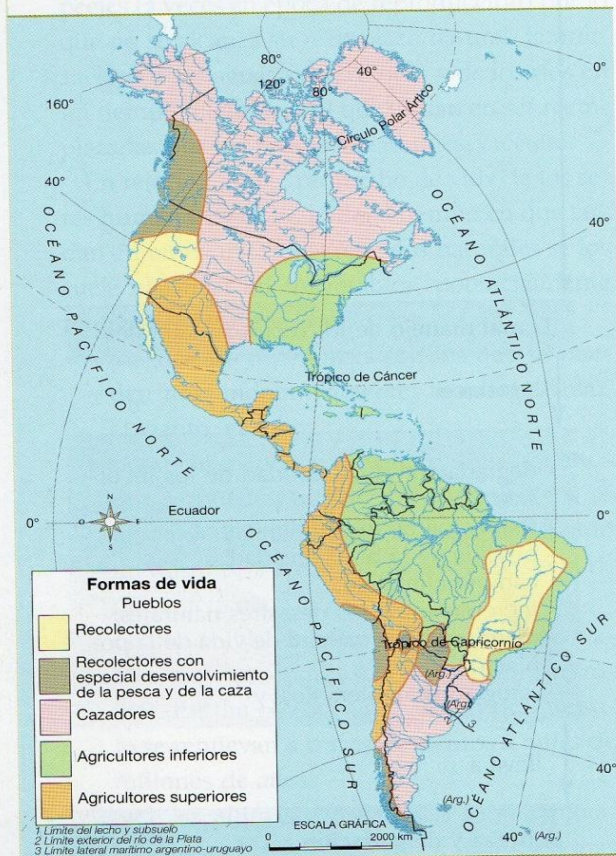 80°
120°
80°
40°
0°
160°
Círculo Polar Ártico
40°
40°
OCÉANO PACÍFICO NORTE
OCÉANO ATLÁNTICO NORTE
Trópico de Cáncer
N
O
E
S
0°
Ecuador
0°
OCÉANO PACÍFICO SUR
OCÉANO ATLÁNTICO SUR
Trópico de Capricornio
(Arg.)
(Arg.)
1
2
3
Formas de vida
Pueblos
Recolectores
Recolectores con
especial desenvolvimiento
de la pesca y de la caza
Cazadores
Agricultores inferiores
Agricultores superiores
(Arg.)
1 Límite del lecho y subsuelo
2 Límite exterior del río de la Plata
3 Límite lateral marítimo argentino-uruguayo
ESCALA GRÁFICA
0
2000 km
40°
(Arg.)